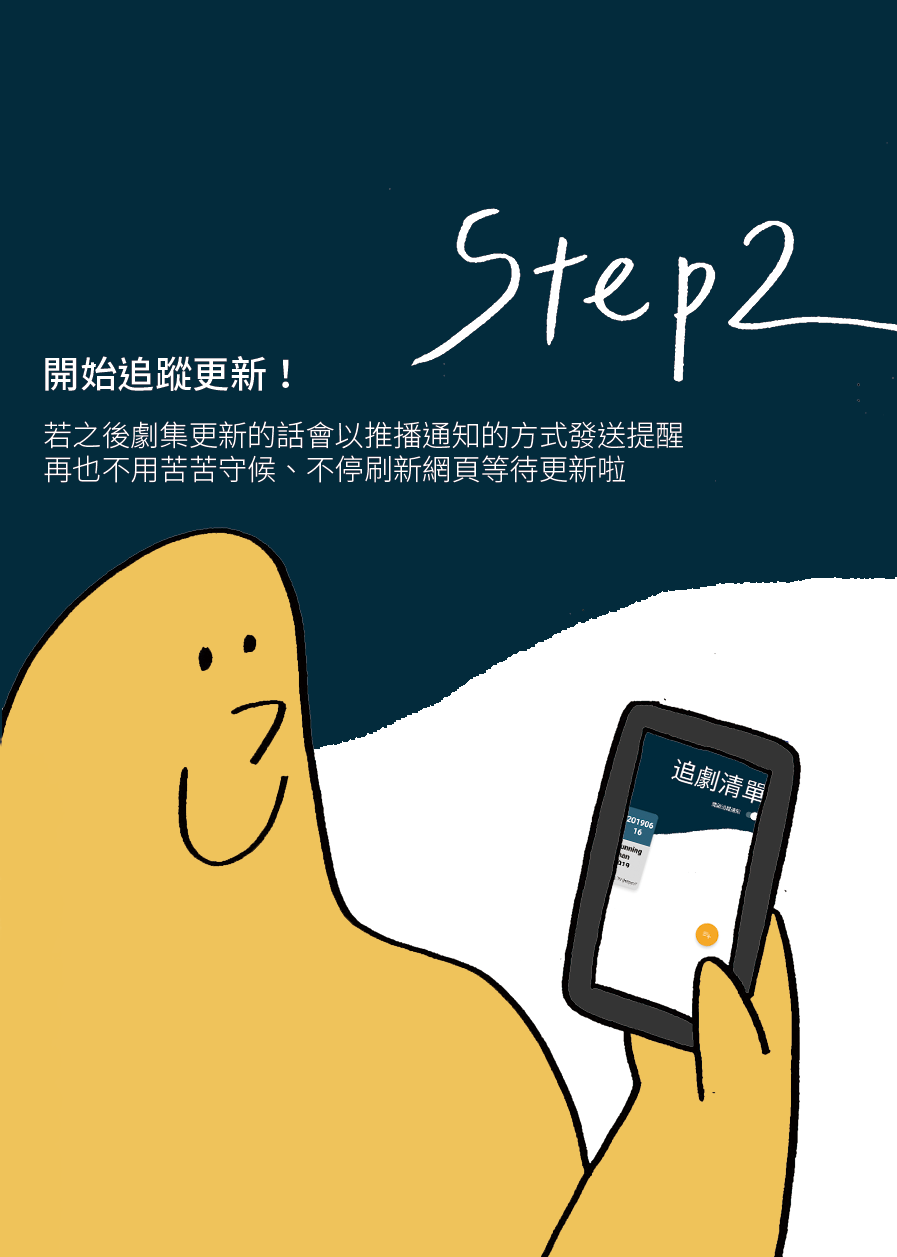 Step2
開始追蹤更新！
若之後劇集更新的話會以推播通知的方式發送提醒
再也不用苦苦守候、不停刷新網頁等待更新啦
追劇清單
201906
16
unning
an
019